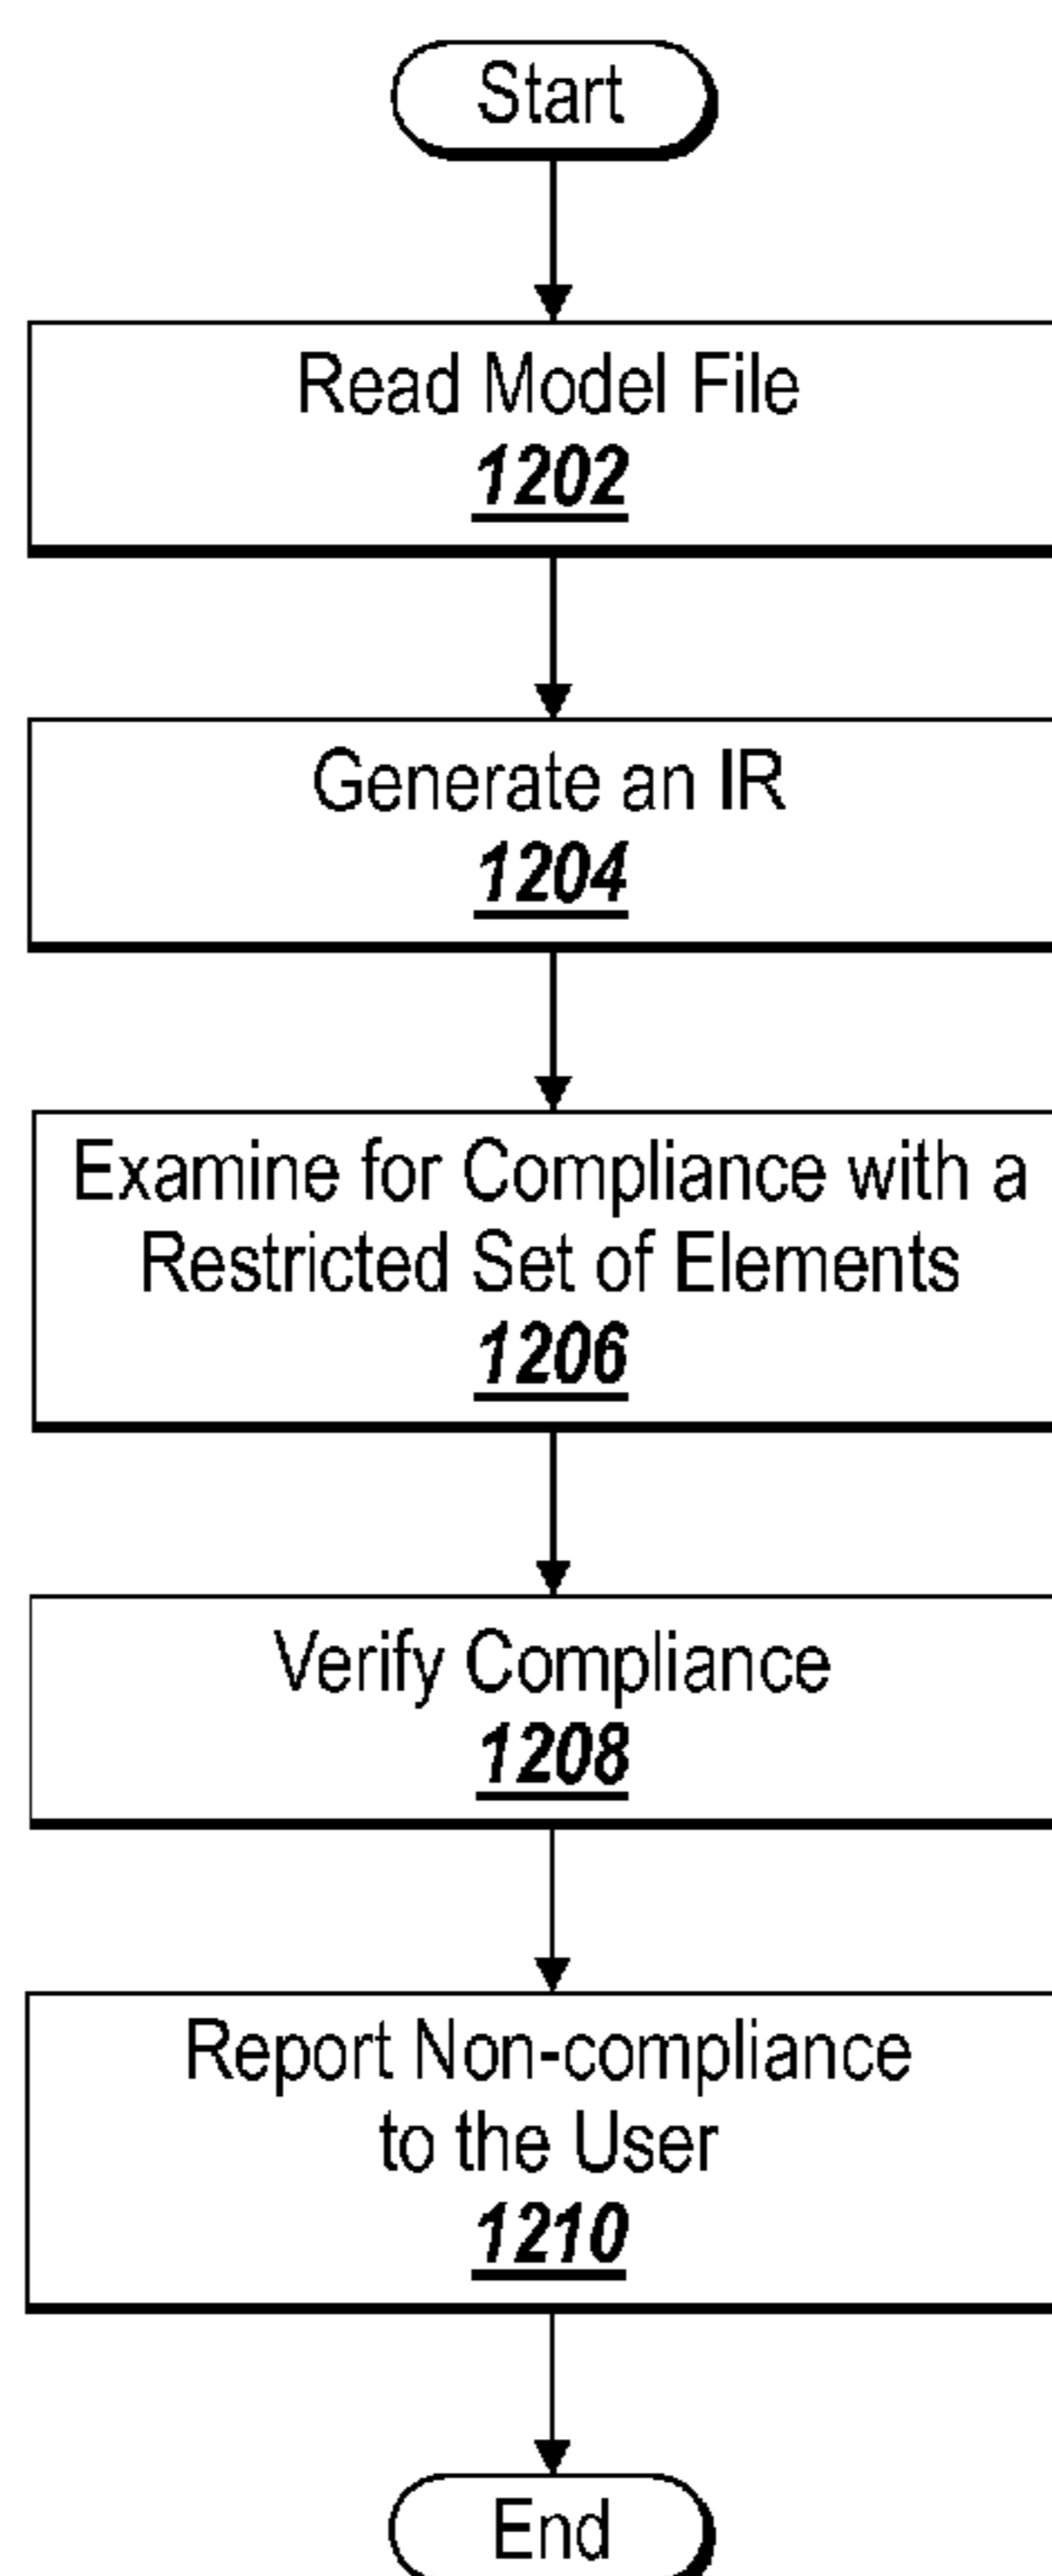 Start
Read Model File
1202
Generate an IR
1204
Examine for Compliance with a
Restricted Set of Elements
1206
Verify Compliance
1208
Report Non-compliance
to the User
1210
End